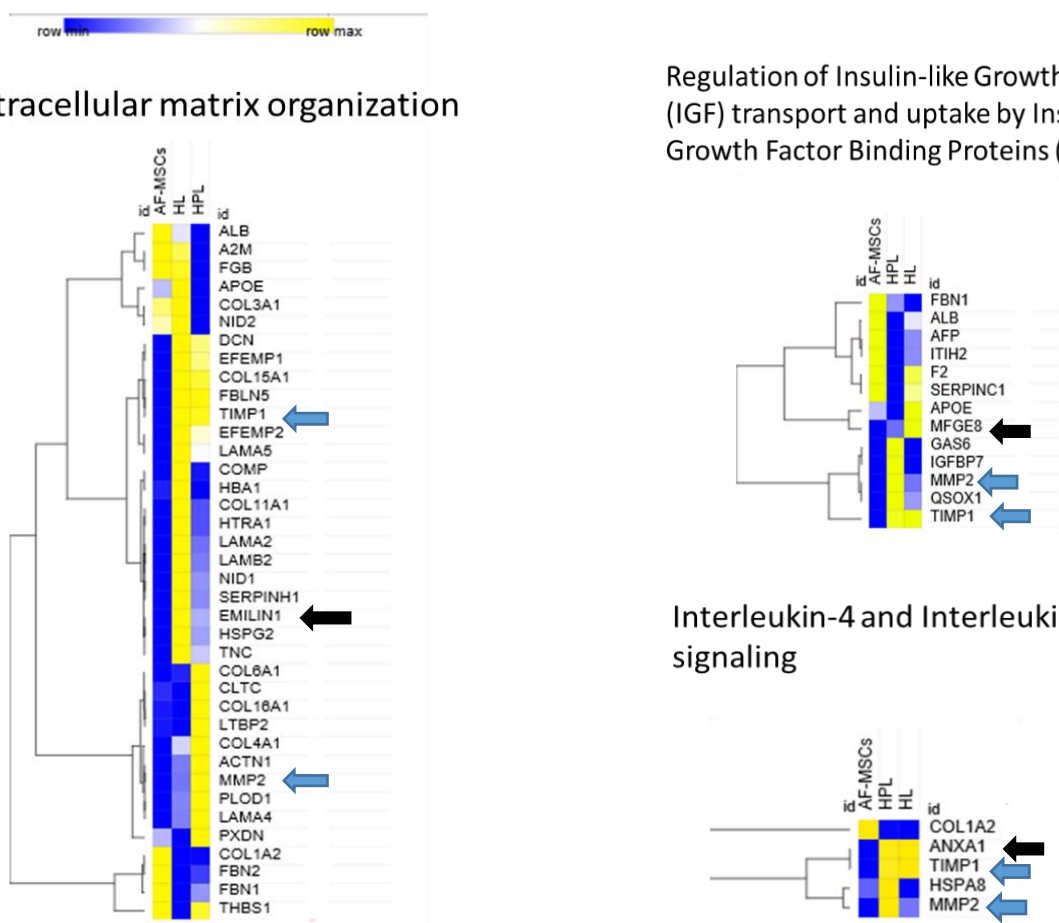 row min row max
tracellular matrix organization
id AF-MSCs HL HPL id
ALB
A2M
FGB
APOE
COL3A1
NID2
DCN
EFEMP1
COL15A1
FBLN5
TIMP1
EFEMP2
LAMA5
COMP
HBA1
COL11A1
HTRA1
LAMA2
LAMB2
NID1
SERPINH1
EMILIN1
HSPG2
TNC
COL6A1
CLTC
COL16A1
LTBP2
COL4A1
ACTN1
MMP2
PLOD1
LAMA4
PXDN
COL1A2
FBN2
FBN1
THBS1
Regulation of Insulin-like Growth
(IGF) transport and uptake by Ins
Growth Factor Binding Proteins (
id AF-MSCs HPL HL id
FBN1
ALB
AFP
ITIH2
F2
SERPINC1
APOE
MFGE8
GAS6
IGFBP7
MMP2
QSOX1
TIMP1
Interleukin-4 and Interleuki
signaling
id AF-MSCs HPL HL id
COL1A2
ANXA1
TIMP1
HSPA8
MMP2